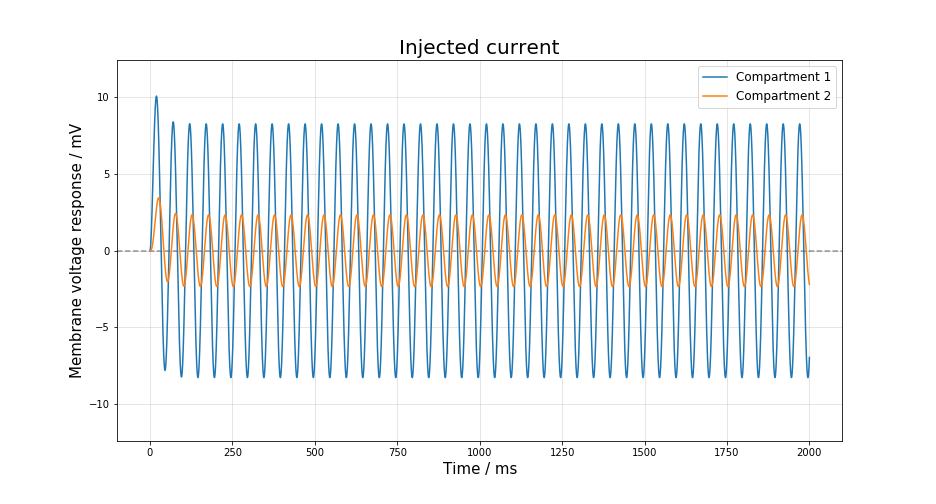 Injected current
Compartment 1
Compartment 2
Membrane voltage response / mV
10
5
0
−5
−10
0
250
500
750
1000
1250
1500
1750
2000
Time / ms